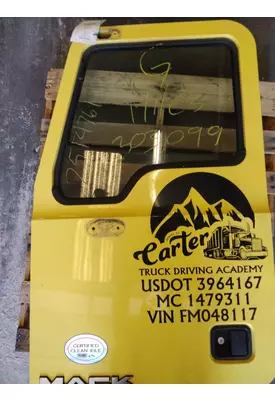 G
Carter
TRUCK DRIVING ACADEMY
USDOT 3964167
MC 1479311
VIN FM048117
CERTIFIED
CLEAN IDLE
MACK